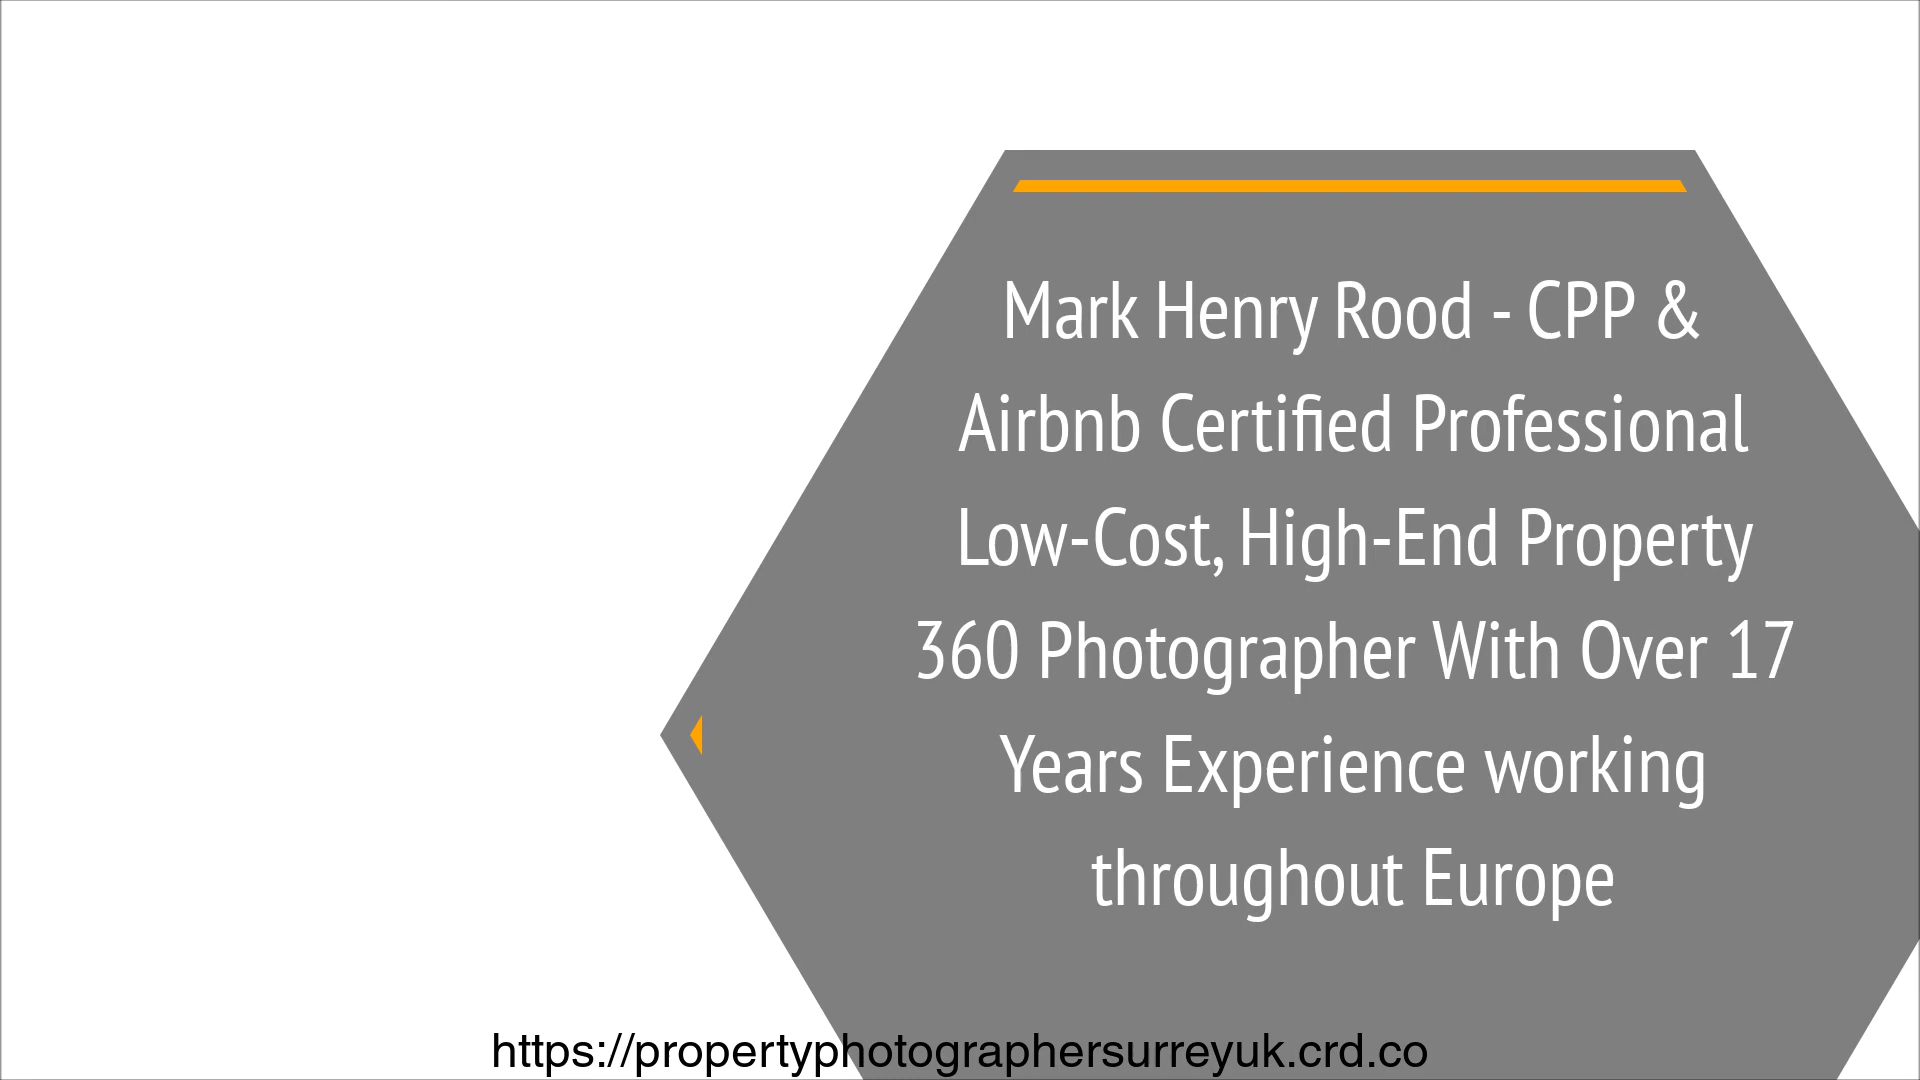 Mark Henry Rood - CPP &
Airbnb Certified Professional
Low-Cost, High-End Property
360 Photographer With Over 17
Years Experience working
throughout Europe
https://propertyphotographersurreyuk.crd.co